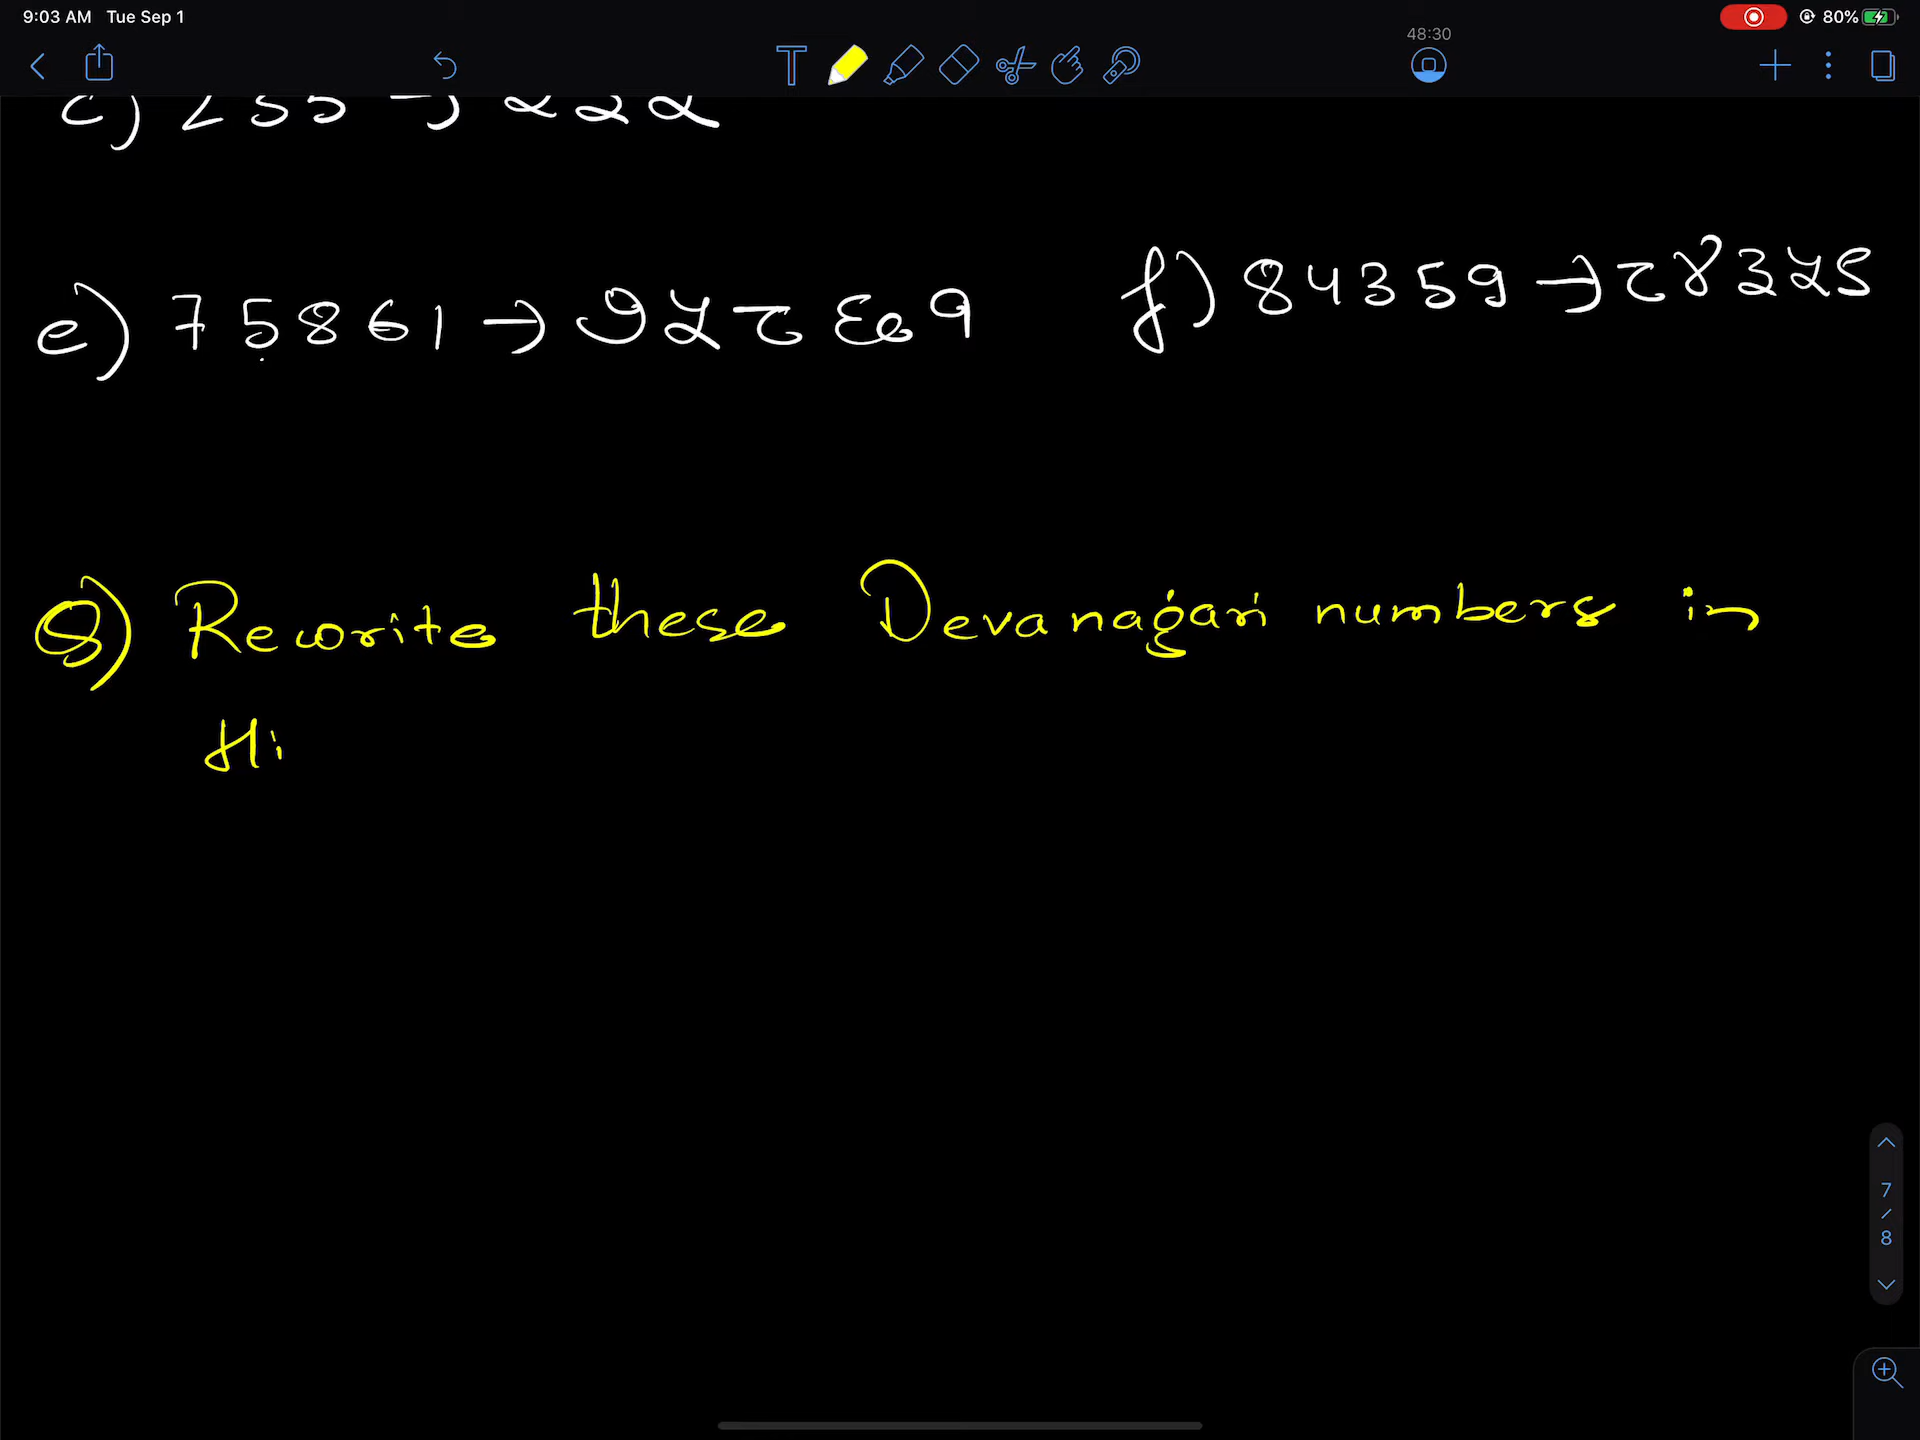 9:03 AM Tue Sep 1
80%
48:30
e) 75861 → ७५८६१
f) 84359 → ८४३५९
Q) Rewrite these Devanagari numbers in
Hi
7
/
8